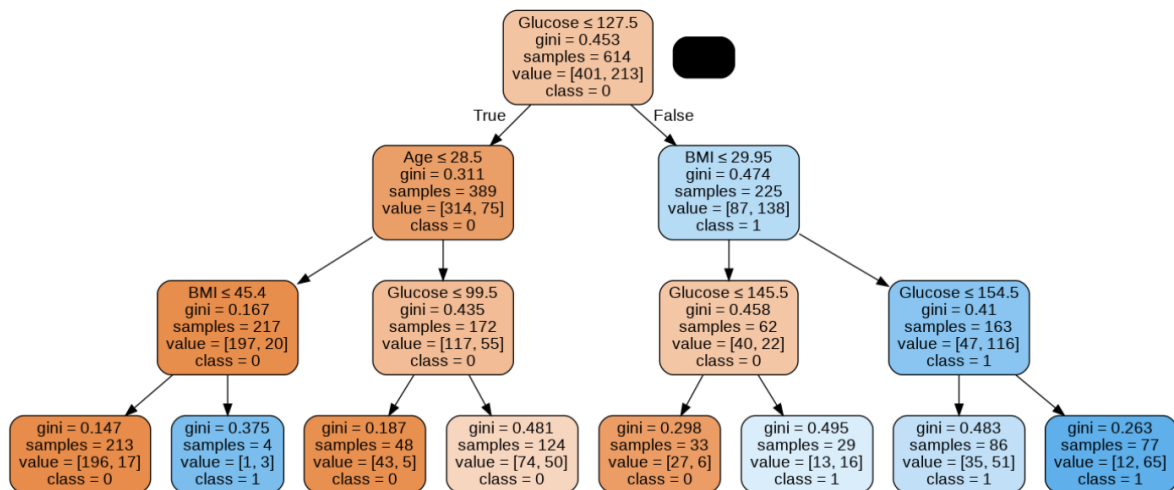 Glucose ≤ 127.5
gini = 0.453
samples = 614
value = [401, 213]
class = 0
True
False
Age ≤ 28.5
gini = 0.311
samples = 389
value = [314, 75]
class = 0
BMI ≤ 29.95
gini = 0.474
samples = 225
value = [87, 138]
class = 1
BMI ≤ 45.4
gini = 0.167
samples = 217
value = [197, 20]
class = 0
Glucose ≤ 99.5
gini = 0.435
samples = 172
value = [117, 55]
class = 0
Glucose ≤ 145.5
gini = 0.458
samples = 62
value = [40, 22]
class = 0
Glucose ≤ 154.5
gini = 0.41
samples = 163
value = [47, 116]
class = 1
gini = 0.147
samples = 213
value = [196, 17]
class = 0
gini = 0.375
samples = 4
value = [1, 3]
class = 1
gini = 0.187
samples = 48
value = [43, 5]
class = 0
gini = 0.481
samples = 124
value = [74, 50]
class = 0
gini = 0.298
samples = 33
value = [27, 6]
class = 0
gini = 0.495
samples = 29
value = [13, 16]
class = 1
gini = 0.483
samples = 86
value = [35, 51]
class = 1
gini = 0.263
samples = 77
value = [12, 65]
class = 1